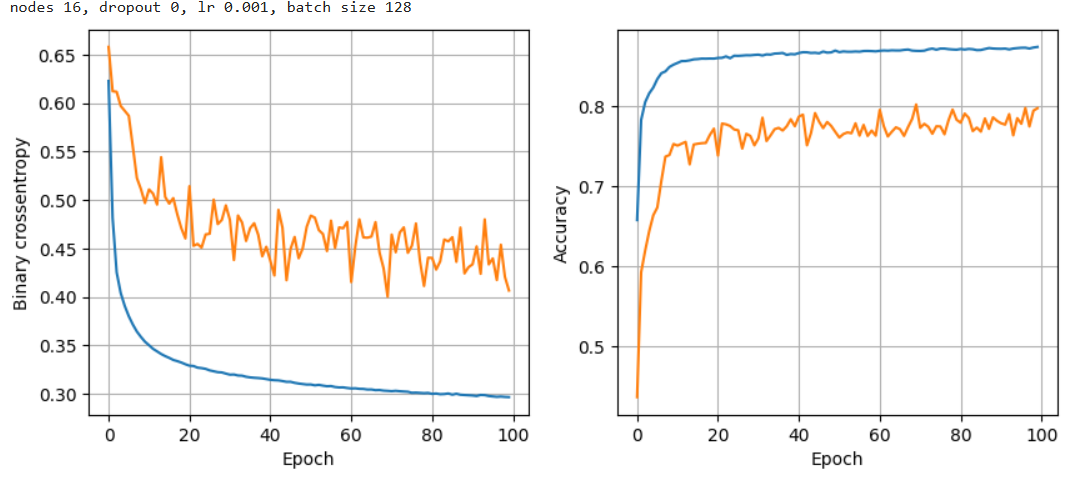 nodes 16, dropout 0, lr 0.001, batch size 128
Binary crossentropy
0.65
0.60
0.55
0.50
0.45
0.40
0.35
0.30
0 20 40 60 80 100
Epoch
Accuracy
0.8
0.7
0.6
0.5
0 20 40 60 80 100
Epoch